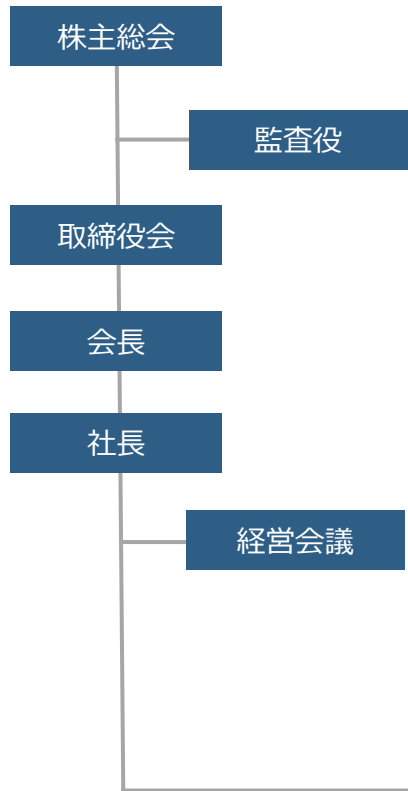 株主総会
監査役
取締役会
会長
社長
経営会議